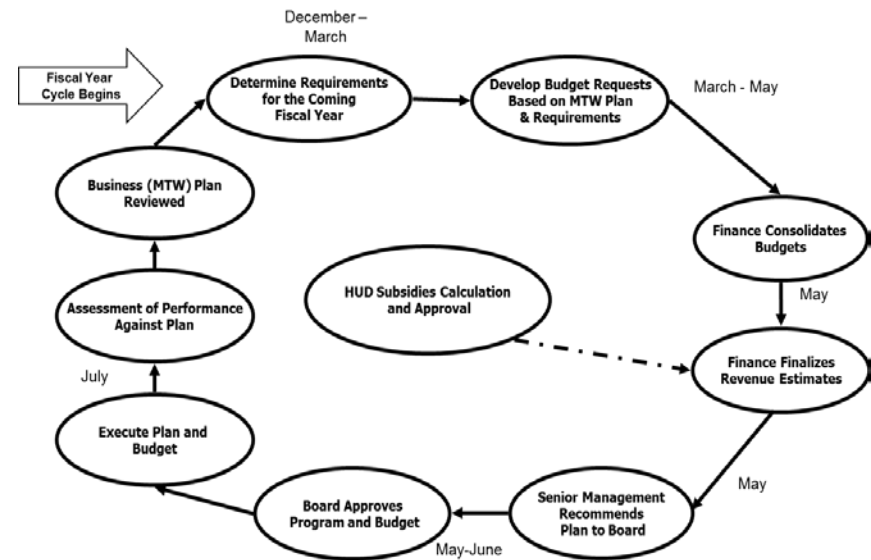 December –
March
Fiscal Year
Cycle Begins
Determine Requirements
for the Coming
Fiscal Year
Develop Budget Requests
Based on MTW Plan
& Requirements
March - May
Business (MTW) Plan
Reviewed
Finance Consolidates
Budgets
HUD Subsidies Calculation
and Approval
May
Assessment of Performance
Against Plan
Finance Finalizes
Revenue Estimates
July
Execute Plan and
Budget
May
Senior Management
Recommends
Plan to Board
Board Approves
Program and Budget
May-June